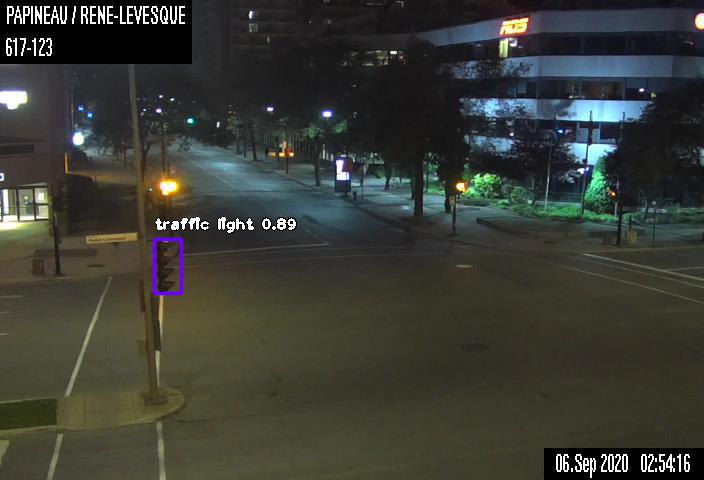 PAPINEAU / RENE-LEVESQUE
617-123
traffic light 0.89
06.Sep 2020 02:54:16